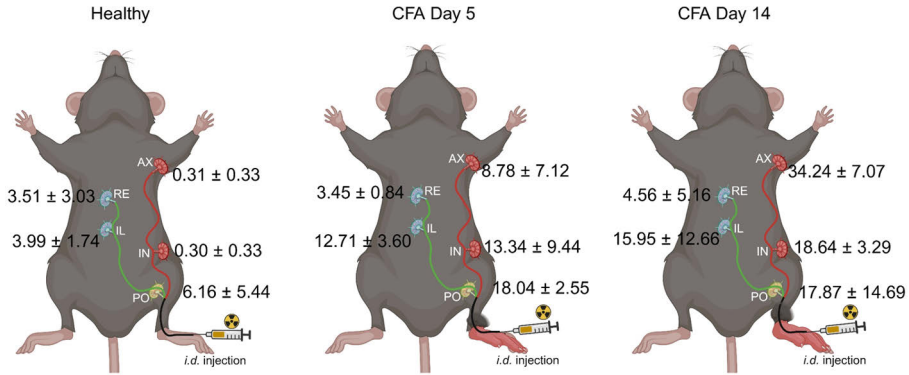 Healthy
CFA Day 5
CFA Day 14
AX
0.31 ± 0.33
3.51 ± 3.03
RE
3.99 ± 1.74
IL
IN
0.30 ± 0.33
PO
6.16 ± 5.44
i.d. injection
AX
8.78 ± 7.12
3.45 ± 0.84
RE
12.71 ± 3.60
IL
IN
13.34 ± 9.44
PO
18.04 ± 2.55
i.d. injection
AX
34.24 ± 7.07
4.56 ± 5.16
RE
15.95 ± 12.66
IL
IN
18.64 ± 3.29
PO
17.87 ± 14.69
i.d. injection